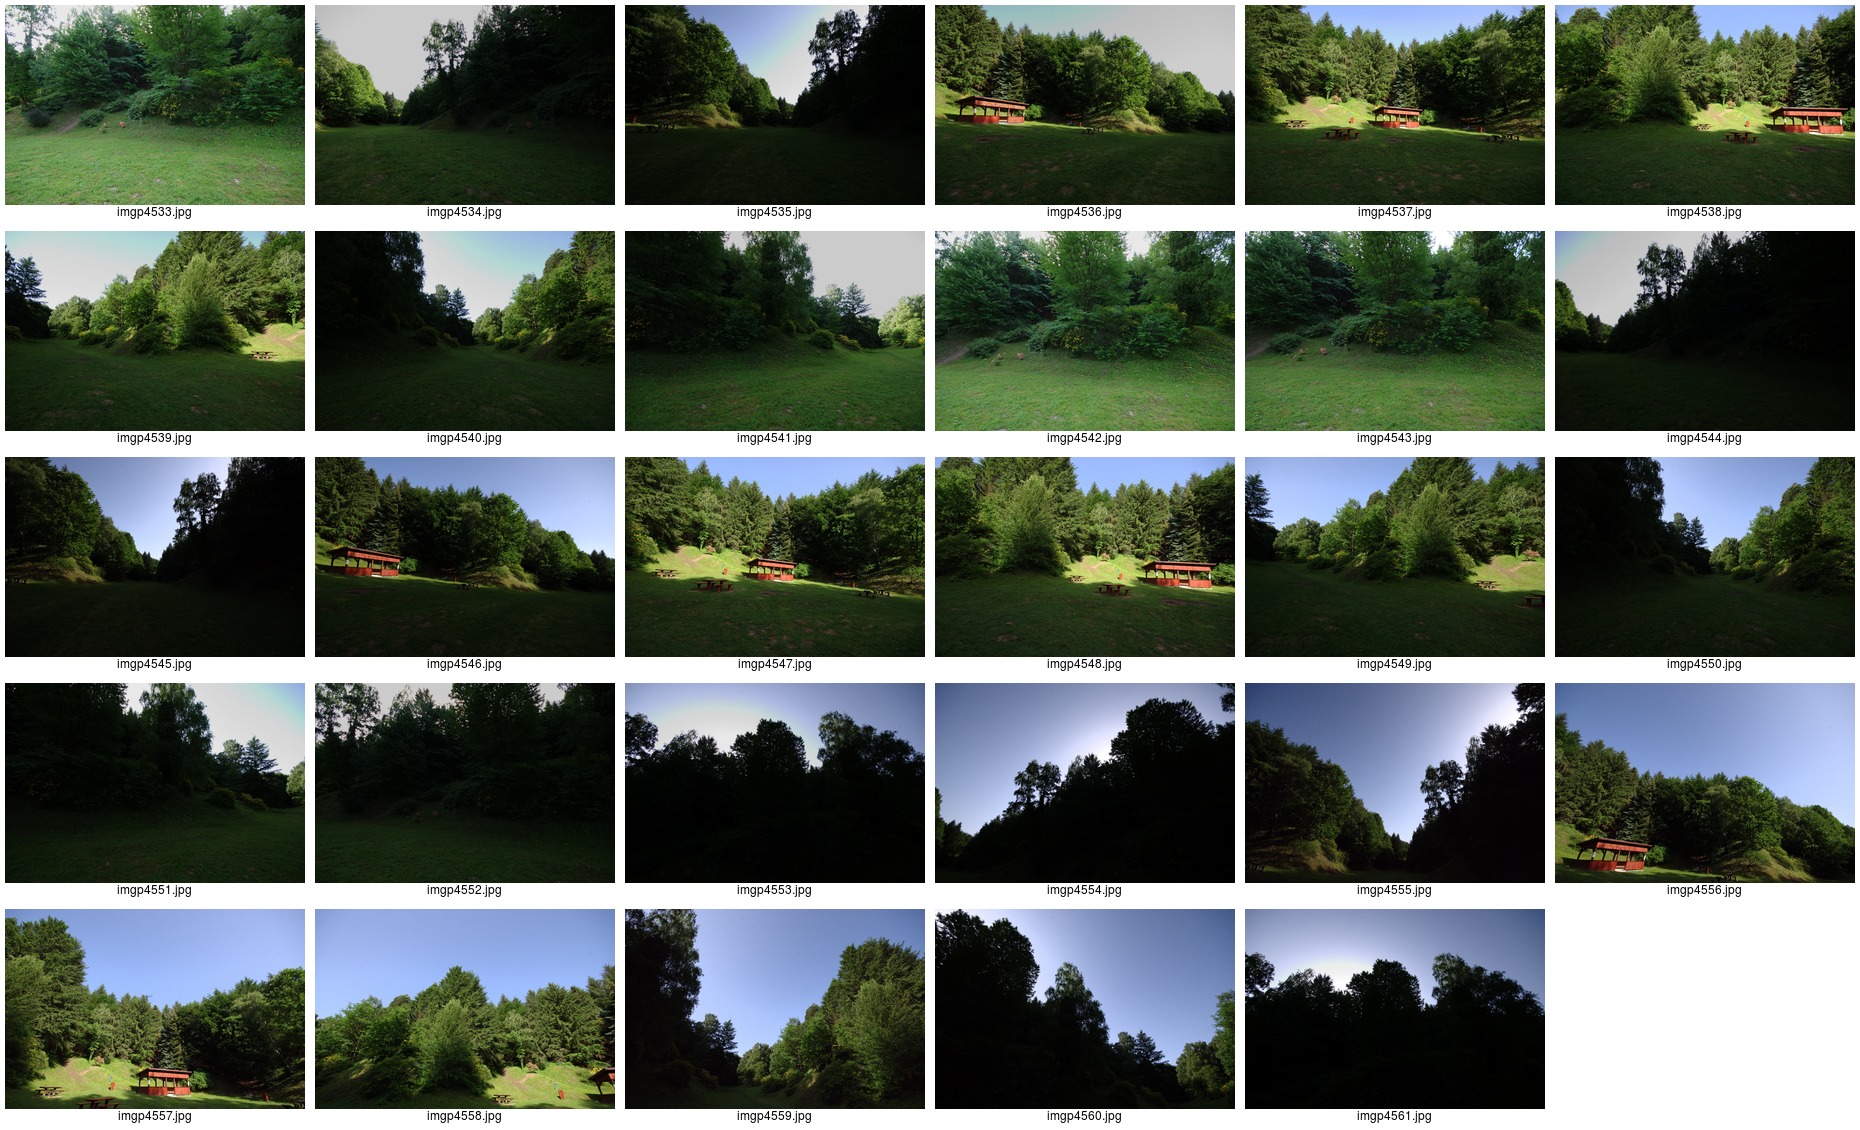 imgp4533.jpg imgp4534.jpg imgp4535.jpg imgp4536.jpg imgp4537.jpg imgp4538.jpg
imgp4539.jpg imgp4540.jpg imgp4541.jpg imgp4542.jpg imgp4543.jpg imgp4544.jpg
imgp4545.jpg imgp4546.jpg imgp4547.jpg imgp4548.jpg imgp4549.jpg imgp4550.jpg
imgp4551.jpg imgp4552.jpg imgp4553.jpg imgp4554.jpg imgp4555.jpg imgp4556.jpg
imgp4557.jpg imgp4558.jpg imgp4559.jpg imgp4560.jpg imgp4561.jpg